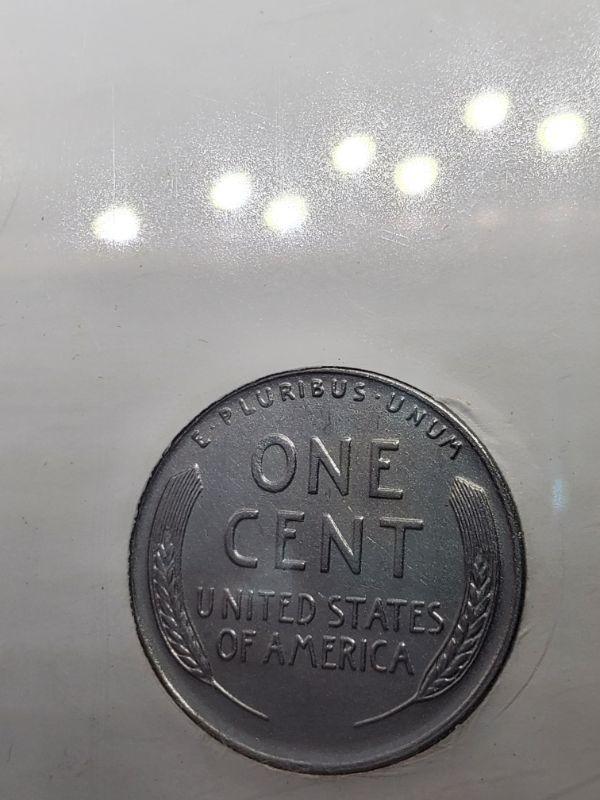 E · PLURIBUS · UNUM
ONE
CENT
UNITED STATES
OF AMERICA